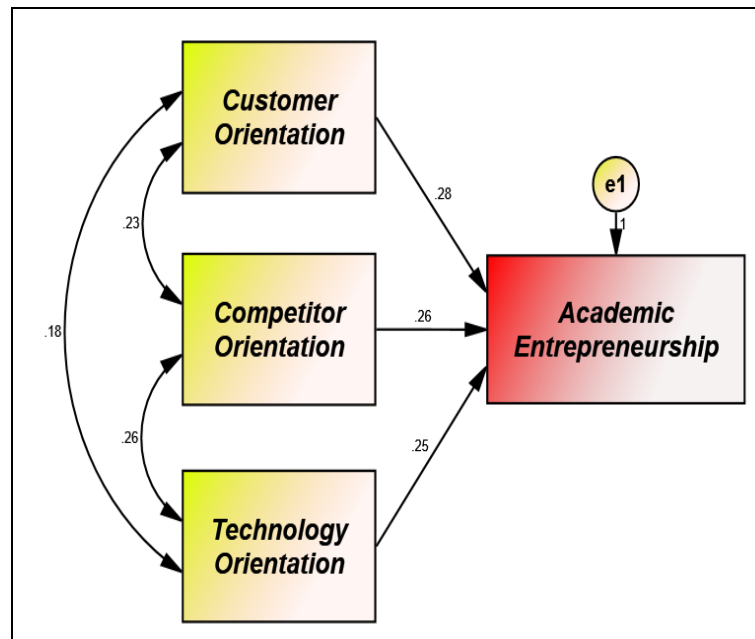 Customer
Orientation
.28
e1
1
.23
Competitor
Orientation
.26
Academic
Entrepreneurship
.18
.26
.25
Technology
Orientation